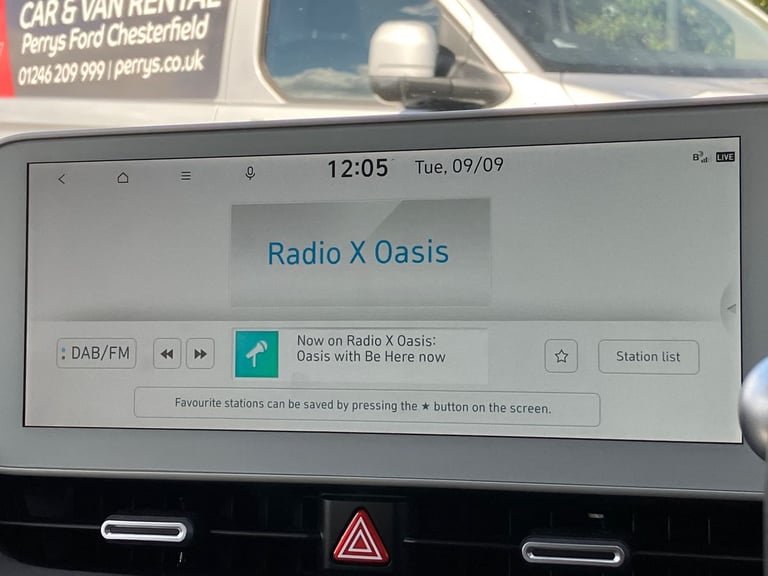 CAR & VAN RENTAL
Perrys Ford Chesterfield
01246 209 999 | perrys.co.uk
12:05 Tue, 09/09
LIVE
Radio X Oasis
DAB/FM
Now on Radio X Oasis:
Oasis with Be Here now
Station list
Favourite stations can be saved by pressing the ★ button on the screen.